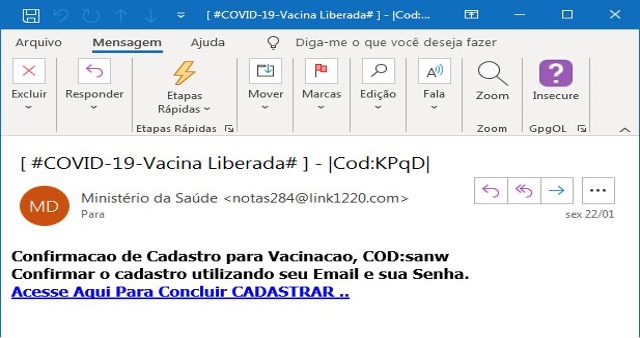 [ #COVID-19-Vacina Liberada# ] - |Cod:...
Arquivo Mensagem Ajuda Diga-me o que você deseja fazer
Excluir Responder Etapas Rápidas Mover Marcas Edição Fala Zoom Insecure
Etapas Rápidas Zoom GpgOL
[ #COVID-19-Vacina Liberada# ] - |Cod:KPqD|
MD
Ministério da Saúde <notas284@link1220.com>
Para
sex 22/01
Confirmacao de Cadastro para Vacinacao, COD:sanw
Confirmar o cadastro utilizando seu Email e sua Senha.
Acesse Aqui Para Concluir CADASTRAR ..